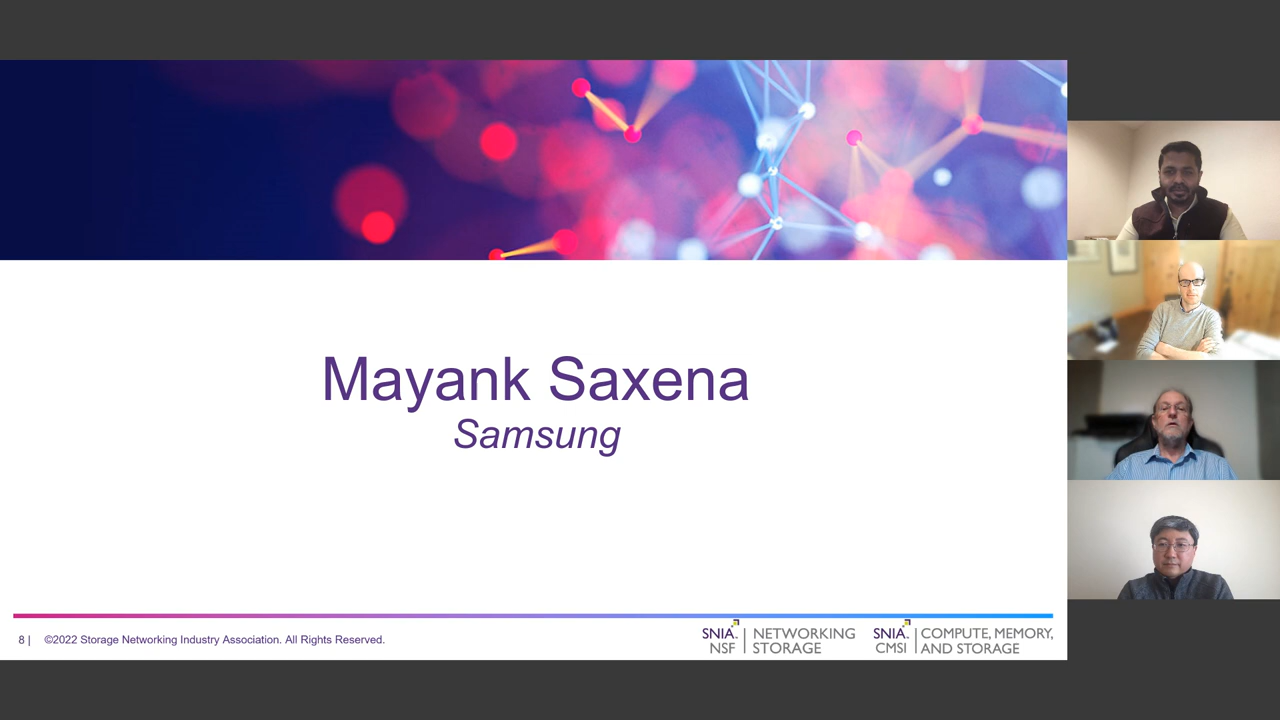 Mayank Saxena
Samsung
8 | ©2022 Storage Networking Industry Association. All Rights Reserved.
SNIA. | NETWORKING
NSF | STORAGE
SNIA. | COMPUTE, MEMORY,
CMSI | AND STORAGE